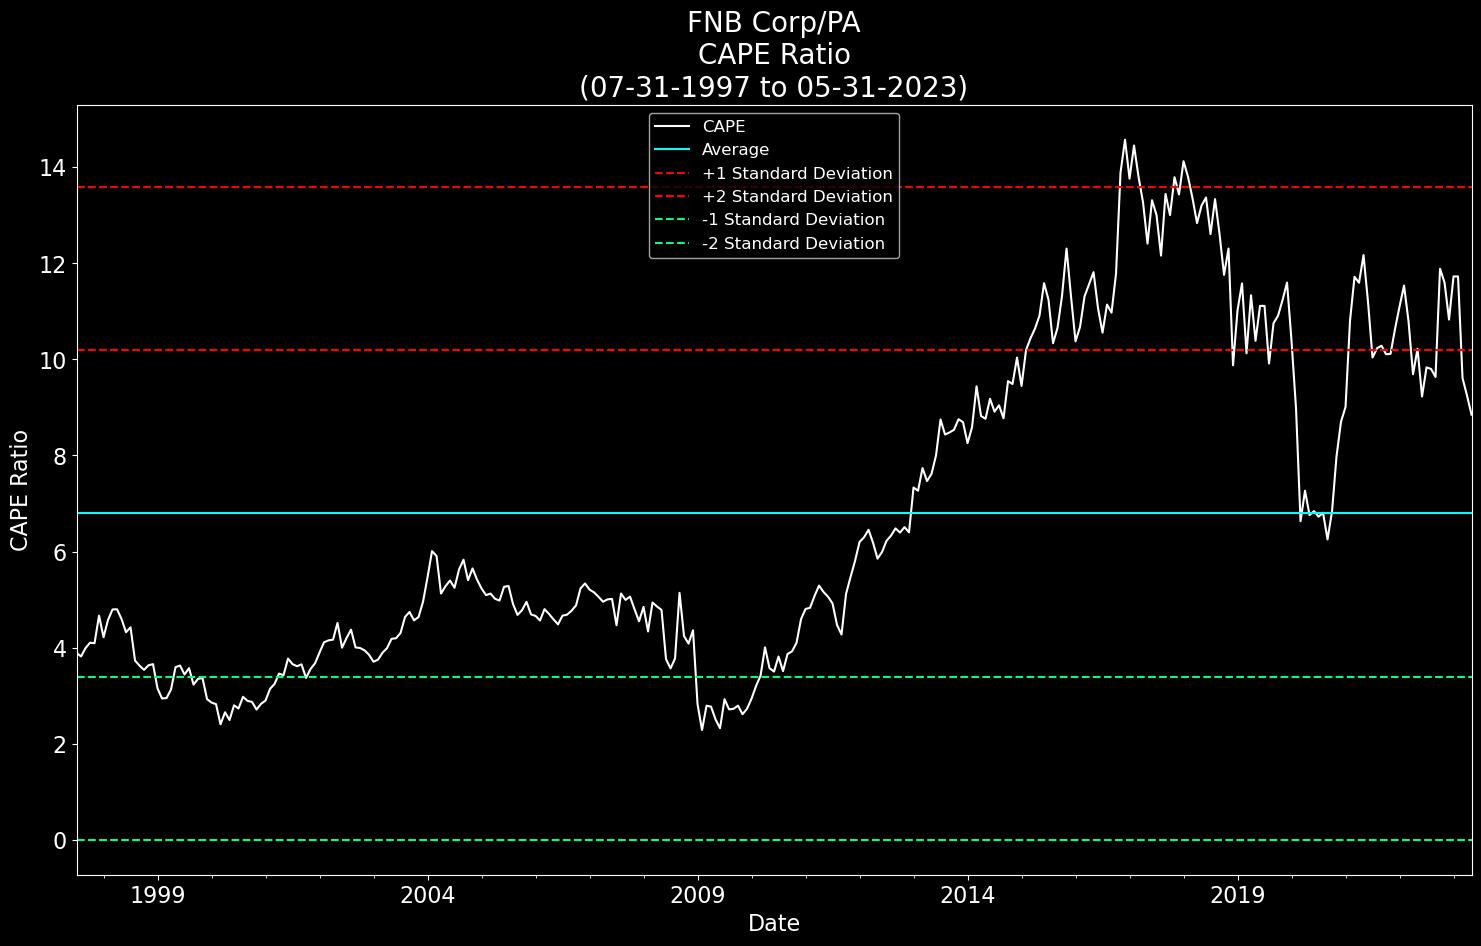 FNB Corp/PA
CAPE Ratio
(07-31-1997 to 05-31-2023)
CAPE
Average
+1 Standard Deviation
+2 Standard Deviation
-1 Standard Deviation
-2 Standard Deviation
14
12
10
8
6
4
2
0
CAPE Ratio
1999 2004 2009 2014 2019
Date